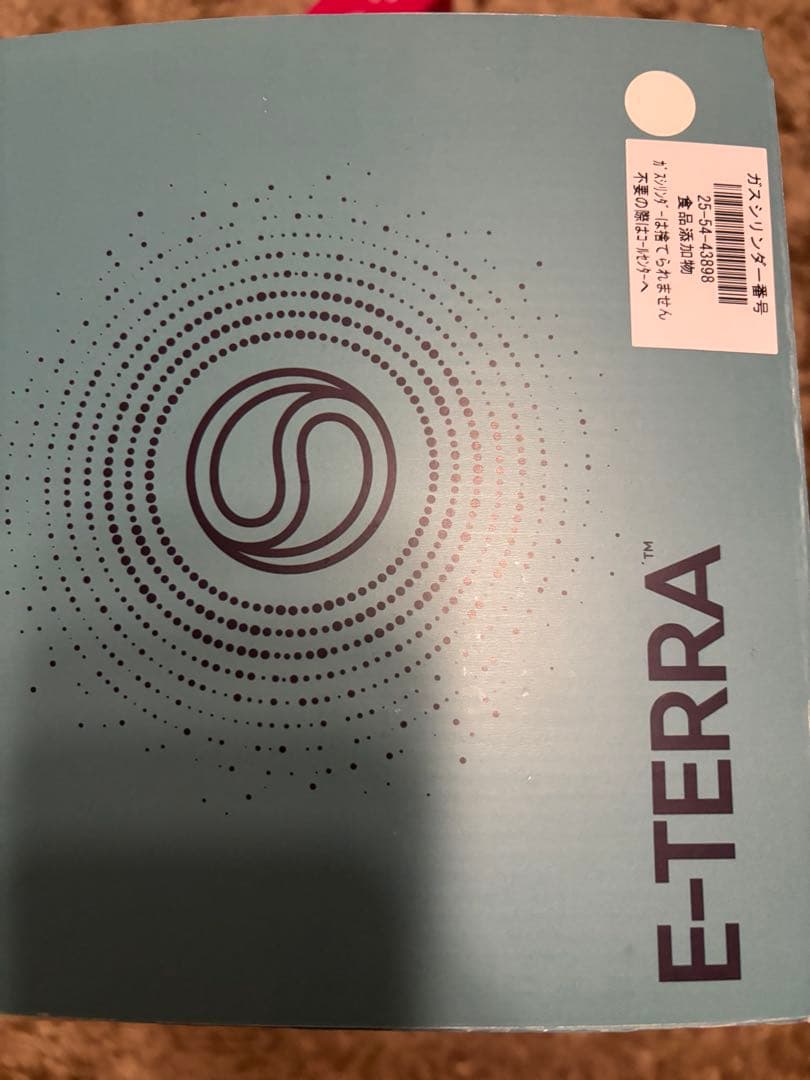 ガスシリンダー番号
25-54-43898
食品添加物
ガスシリンダーは捨てられません
不要の際はコールセンターへ
E-TERRA™